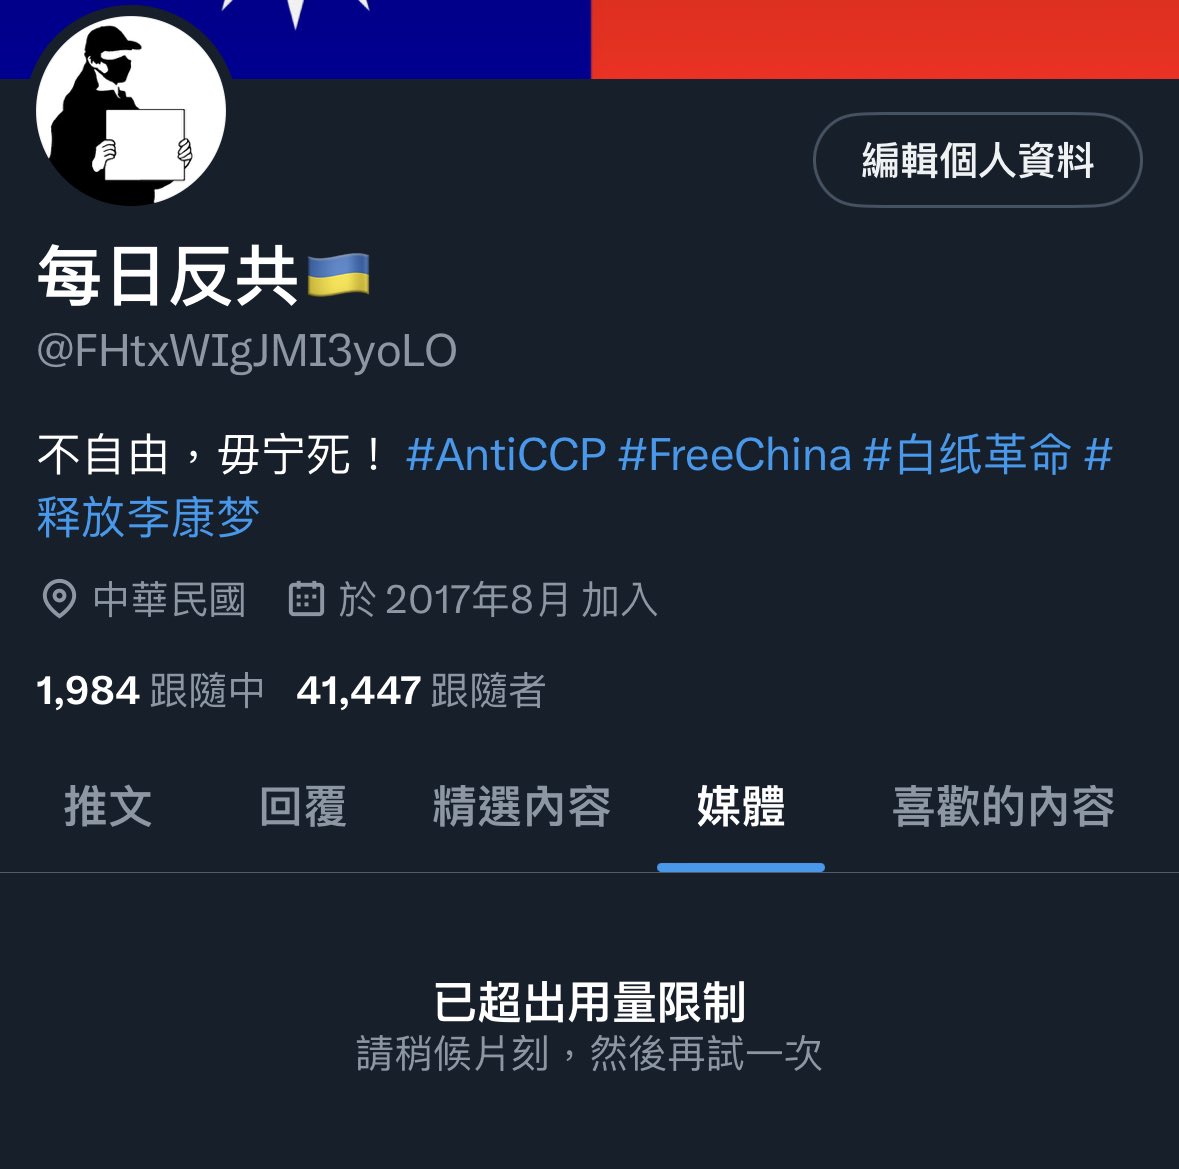 編輯個人資料
每日反共🇺🇦
@FHtxWIgJMI3yoLO
不自由，毋宁死！ #AntiCCP #FreeChina #白纸革命 #
释放李康梦
中華民國 於 2017年8月 加入
1,984 跟隨中 41,447 跟隨者
推文 回覆 精選內容 媒體 喜歡的內容
已超出用量限制
請稍候片刻，然後再試一次